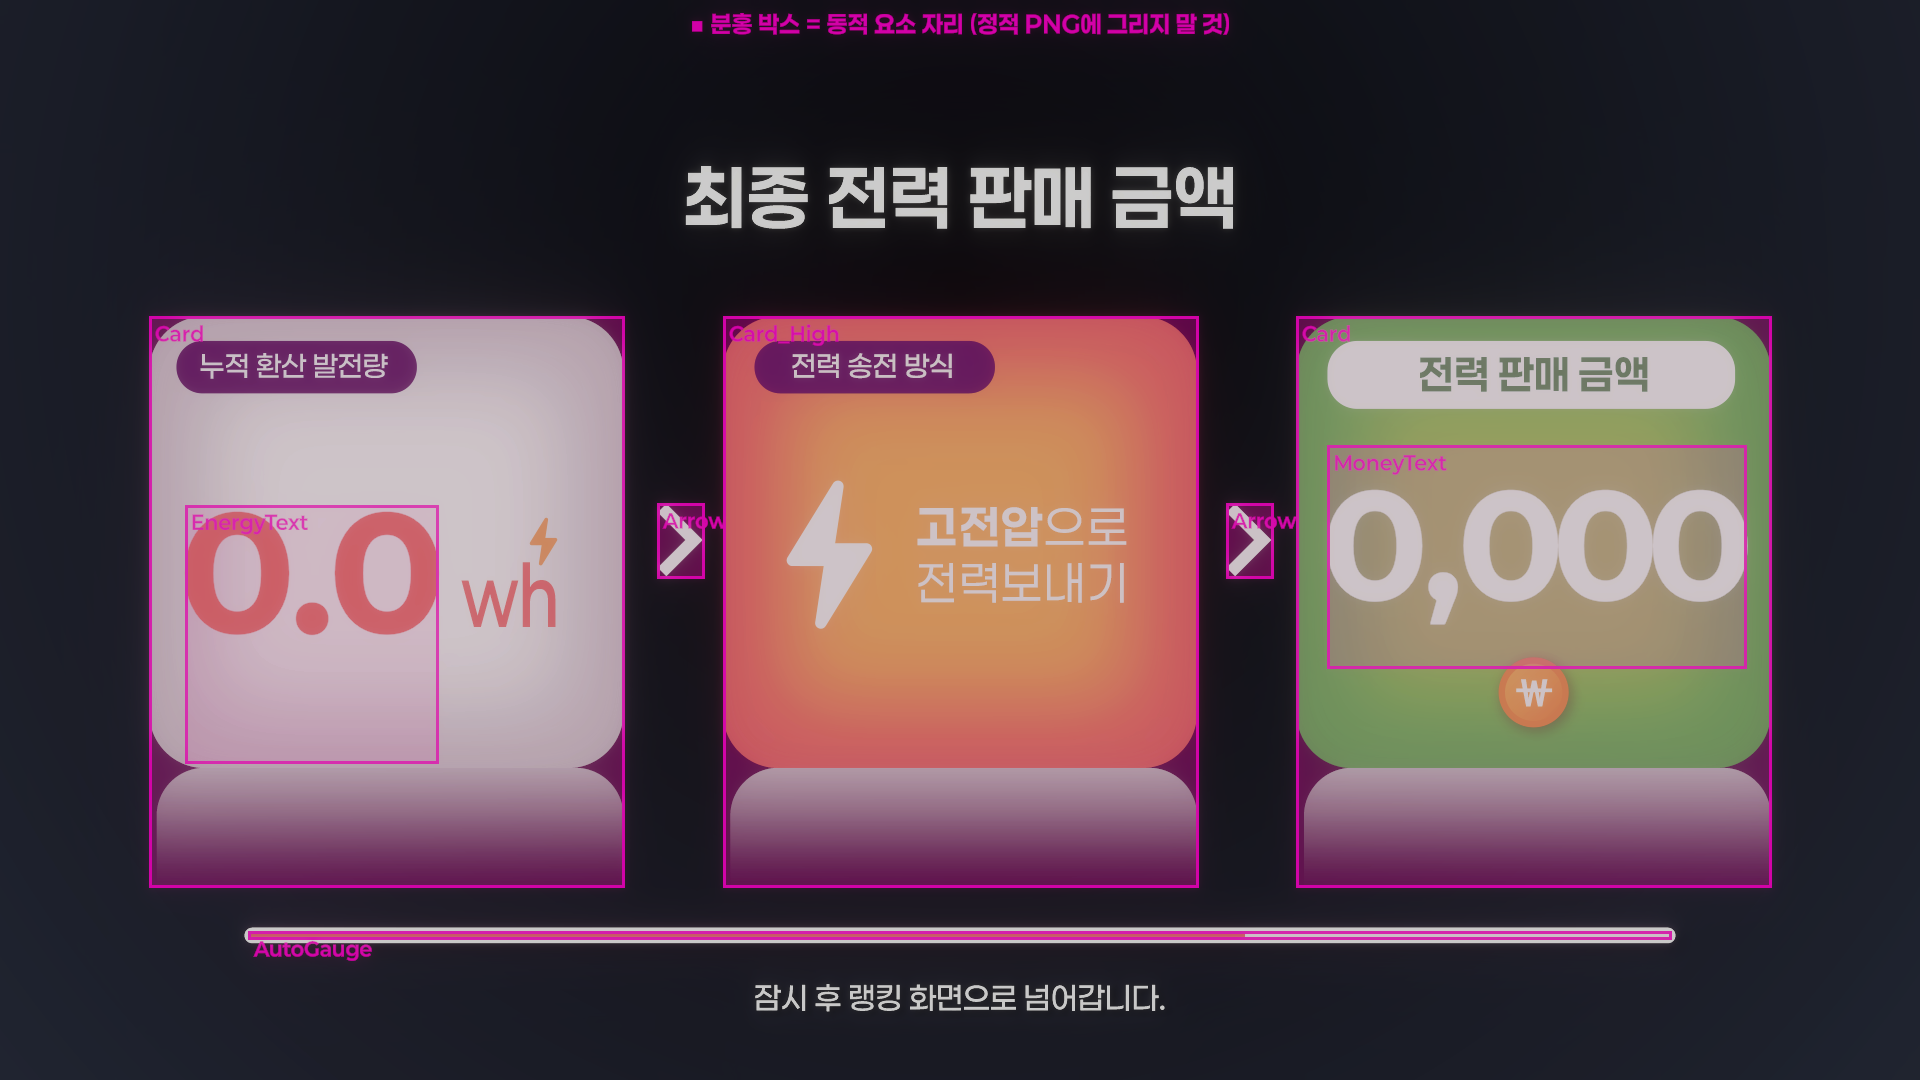 ■ 분홍 박스 = 동적 요소 자리 (정적 PNG에 그리지 말 것)
최종 전력 판매 금액
Card
누적 환산 발전량
EnergyText
0.0 wh
Arrow
Card_High
전력 송전 방식
고전압으로
전력보내기
Arrow
Card
전력 판매 금액
MoneyText
0,000
₩
AutoGauge
잠시 후 랭킹 화면으로 넘어갑니다.